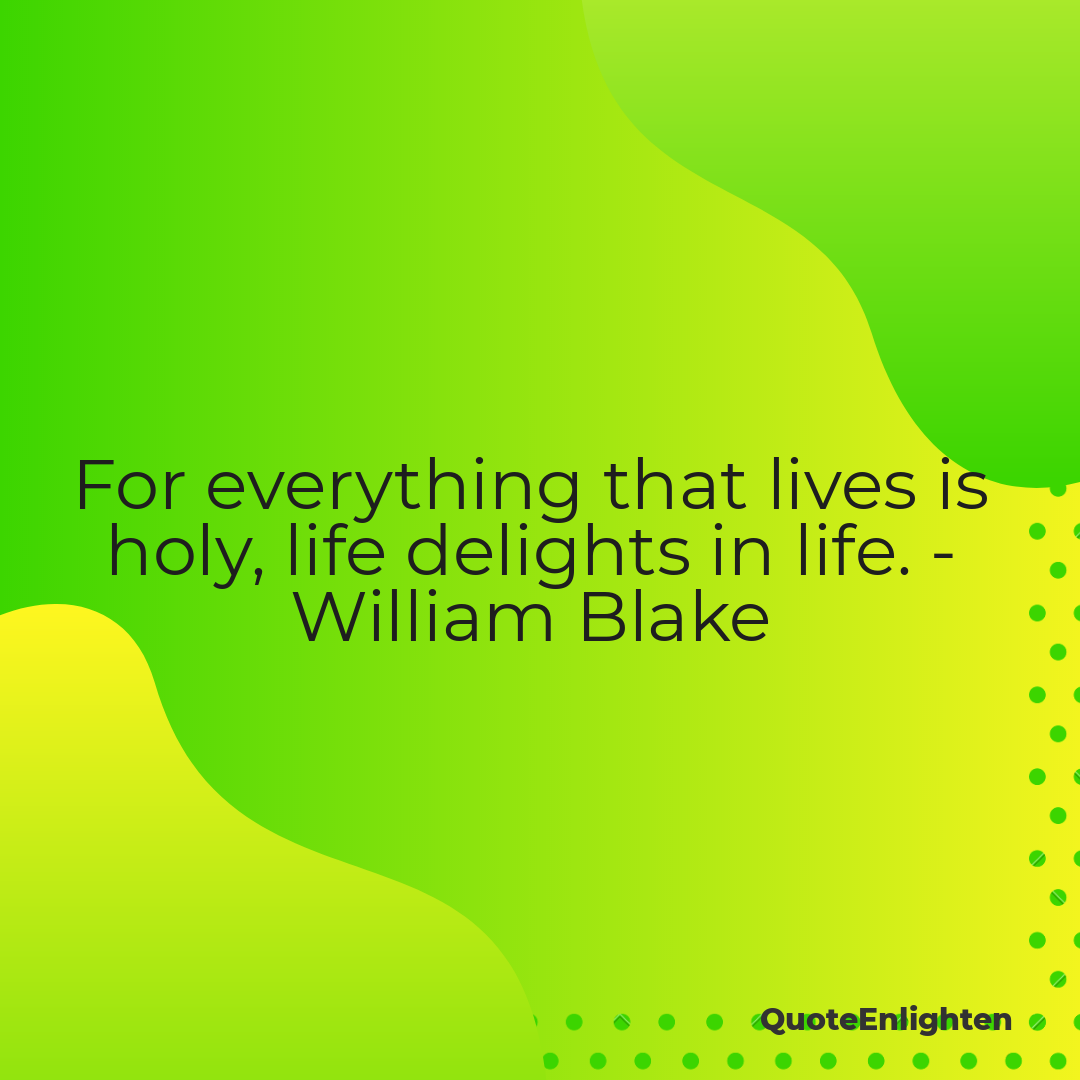 For everything that lives is
holy, life delights in life. -
William Blake
QuoteEnlighten